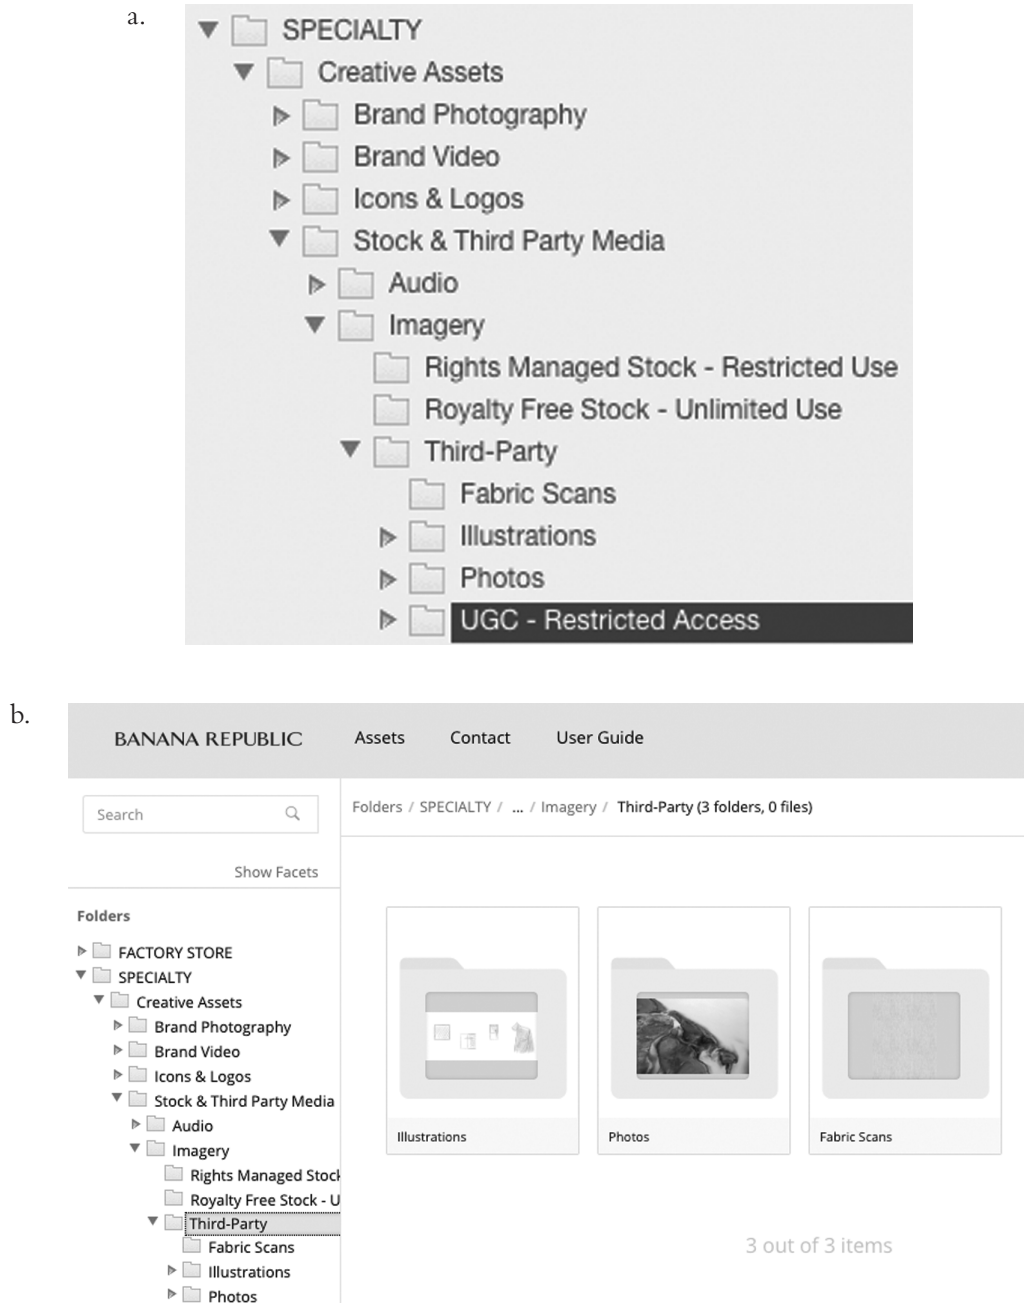 a.
SPECIALTY
Creative Assets
Brand Photography
Brand Video
Icons & Logos
Stock & Third Party Media
Audio
Imagery
Rights Managed Stock - Restricted Use
Royalty Free Stock - Unlimited Use
Third-Party
Fabric Scans
Illustrations
Photos
UGC - Restricted Access
b.
BANANA REPUBLIC Assets Contact User Guide
Search
Folders / SPECIALTY / ... / Imagery / Third-Party (3 folders, 0 files)
Show Facets
Folders
FACTORY STORE
SPECIALTY
Creative Assets
Brand Photography
Brand Video
Icons & Logos
Stock & Third Party Media
Audio
Imagery
Rights Managed Stock
Royalty Free Stock - U
Third-Party
Fabric Scans
Illustrations
Photos
Illustrations Photos Fabric Scans
3 out of 3 items